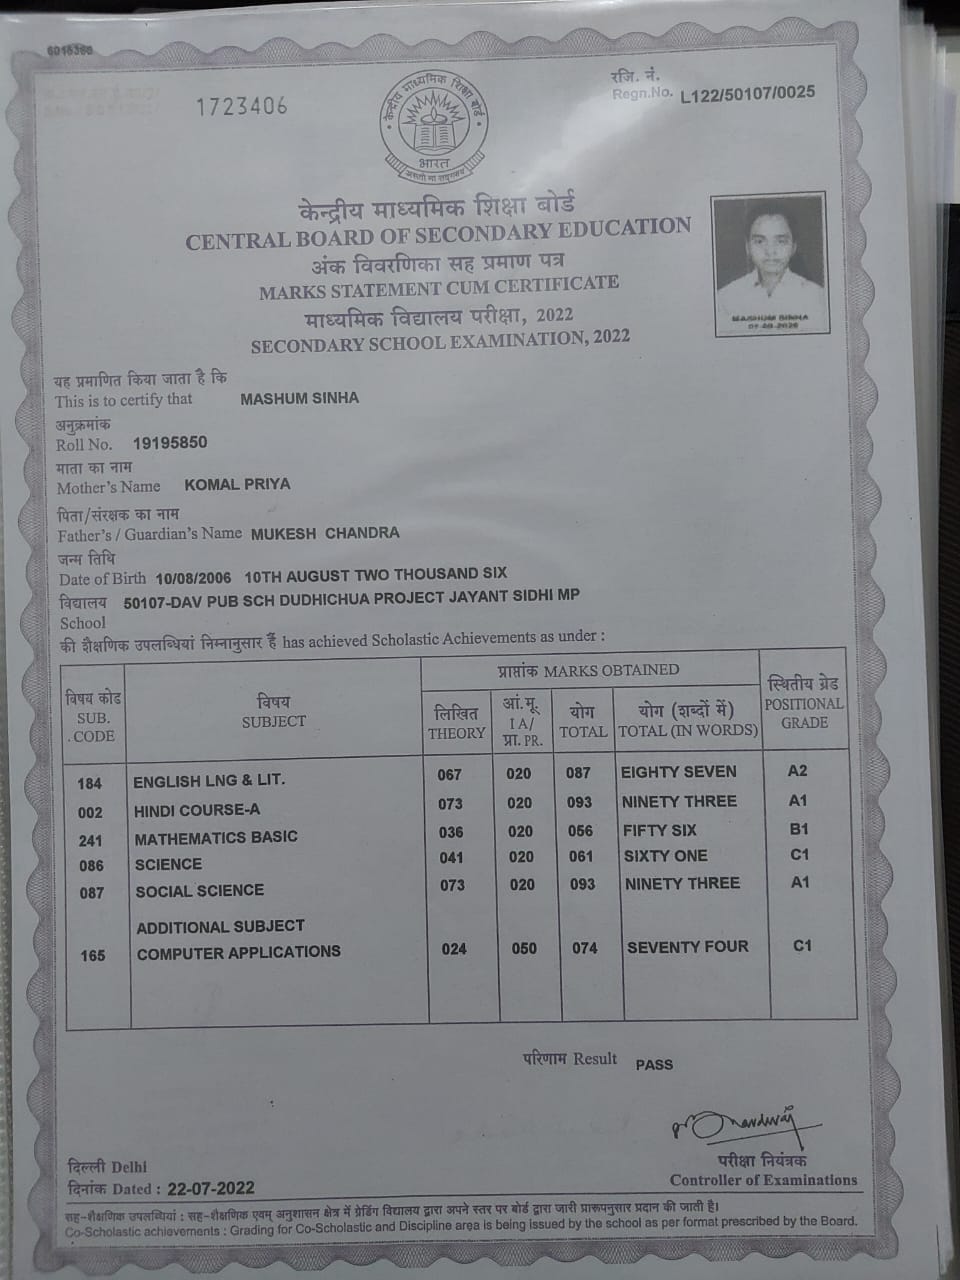 6015366
1723406
रजि. नं.
Regn.No. L122/50107/0025
केन्द्रीय माध्यमिक शिक्षा बोर्ड
भारत
असतो मा सद्गमय
केन्द्रीय माध्यमिक शिक्षा बोर्ड
CENTRAL BOARD OF SECONDARY EDUCATION
अंक विवरणिका सह प्रमाण पत्र
MARKS STATEMENT CUM CERTIFICATE
माध्यमिक विद्यालय परीक्षा, 2022
SECONDARY SCHOOL EXAMINATION, 2022
MASHUM SINHA
यह प्रमाणित किया जाता है कि
This is to certify that MASHUM SINHA
अनुक्रमांक
Roll No. 19195850
माता का नाम
Mother's Name KOMAL PRIYA
पिता/संरक्षक का नाम
Father's / Guardian's Name MUKESH CHANDRA
जन्म तिथि
Date of Birth 10/08/2006 10TH AUGUST TWO THOUSAND SIX
विद्यालय 50107-DAV PUB SCH DUDHICHUA PROJECT JAYANT SIDHI MP
School
की शैक्षणिक उपलब्धियां निम्नानुसार हैं has achieved Scholastic Achievements as under :
विषय कोड SUB. .CODE
विषय SUBJECT
प्राप्तांक MARKS OBTAINED
लिखित THEORY
आं.मू. I A/ प्रा. PR.
योग TOTAL
योग (शब्दों में) TOTAL (IN WORDS)
स्थितीय ग्रेड POSITIONAL GRADE
184 ENGLISH LNG & LIT. 067 020 087 EIGHTY SEVEN A2
002 HINDI COURSE-A 073 020 093 NINETY THREE A1
241 MATHEMATICS BASIC 036 020 056 FIFTY SIX B1
086 SCIENCE 041 020 061 SIXTY ONE C1
087 SOCIAL SCIENCE 073 020 093 NINETY THREE A1
ADDITIONAL SUBJECT
165 COMPUTER APPLICATIONS 024 050 074 SEVENTY FOUR C1
परिणाम Result PASS
दिल्ली Delhi
दिनांक Dated : 22-07-2022
परीक्षा नियंत्रक
Controller of Examinations
सह-शैक्षणिक उपलब्धियां : सह-शैक्षणिक एवम् अनुशासन क्षेत्र में ग्रेडिंग विद्यालय द्वारा अपने स्तर पर बोर्ड द्वारा जारी प्रारूपनुसार प्रदान की जाती है।
Co-Scholastic achievements : Grading for Co-Scholastic and Discipline area is being issued by the school as per format prescribed by the Board.